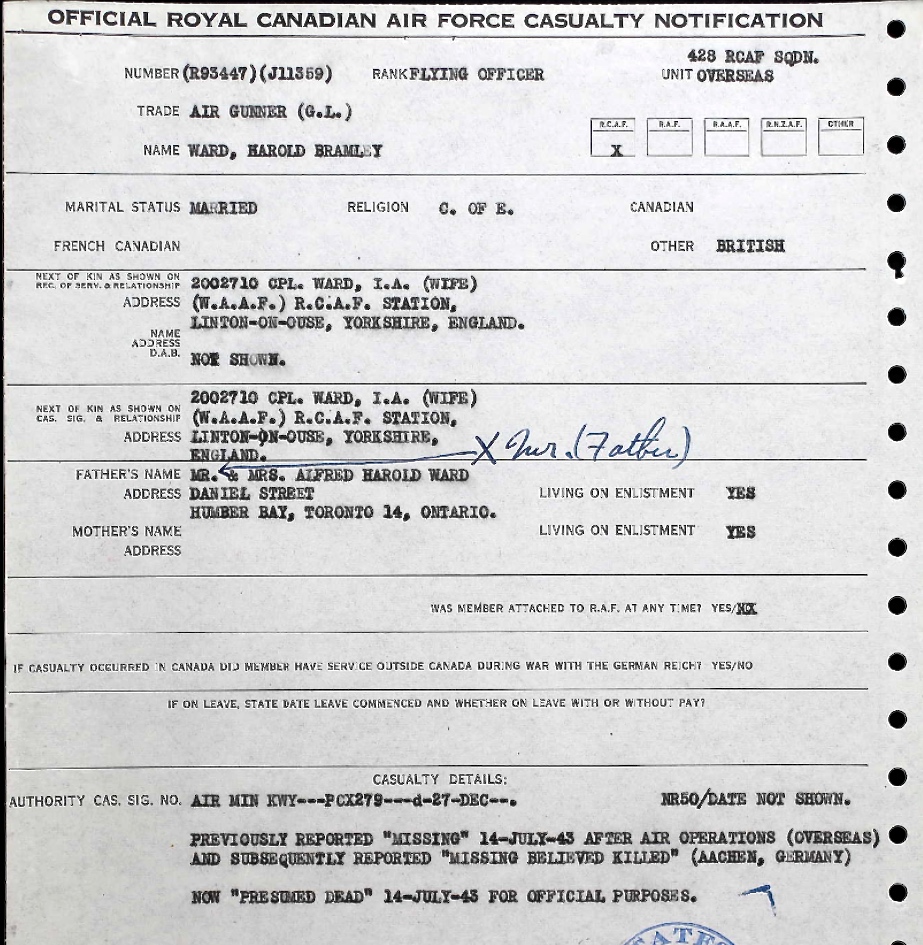 OFFICIAL ROYAL CANADIAN AIR FORCE CASUALTY NOTIFICATION
428 RCAF SQDN.
NUMBER (R93447)(J11359) RANK FLYING OFFICER UNIT OVERSEAS
TRADE AIR GUNNER (G.L.)
R.C.A.F. R.A.F. R.A.A.F. R.N.Z.A.F. OTHER
NAME WARD, HAROLD BRAMLEY X
MARITAL STATUS MARRIED RELIGION C. OF E. CANADIAN
FRENCH CANADIAN OTHER BRITISH
NEXT OF KIN AS SHOWN ON
REC. OF SERV. & RELATIONSHIP 2002710 CPL. WARD, I.A. (WIFE)
ADDRESS (W.A.A.F.) R.C.A.F. STATION,
LINTON-ON-OUSE, YORKSHIRE, ENGLAND.
NAME
ADDRESS
D.A.B. NOT SHOWN.
2002710 CPL. WARD, I.A. (WIFE)
NEXT OF KIN AS SHOWN ON
CAS. SIG. & RELATIONSHIP (W.A.A.F.) R.C.A.F. STATION,
ADDRESS LINTON-ON-OUSE, YORKSHIRE,
ENGLAND. X Mr. (Father)
FATHER'S NAME MR. & MRS. ALFRED HAROLD WARD
ADDRESS DANIEL STREET LIVING ON ENLISTMENT YES
HUMBER BAY, TORONTO 14, ONTARIO.
MOTHER'S NAME LIVING ON ENLISTMENT YES
ADDRESS
WAS MEMBER ATTACHED TO R.A.F. AT ANY TIME? YES/NO
IF CASUALTY OCCURRED IN CANADA DID MEMBER HAVE SERVICE OUTSIDE CANADA DURING WAR WITH THE GERMAN REICH? YES/NO
IF ON LEAVE, STATE DATE LEAVE COMMENCED AND WHETHER ON LEAVE WITH OR WITHOUT PAY?
CASUALTY DETAILS:
AUTHORITY CAS. SIG. NO. AIR MIN KWY---PCX279---d-27-DEC--. NR50/DATE NOT SHOWN.
PREVIOUSLY REPORTED "MISSING" 14-JULY-43 AFTER AIR OPERATIONS (OVERSEAS)
AND SUBSEQUENTLY REPORTED "MISSING BELIEVED KILLED" (AACHEN, GERMANY)
NOW "PRESUMED DEAD" 14-JULY-43 FOR OFFICIAL PURPOSES.